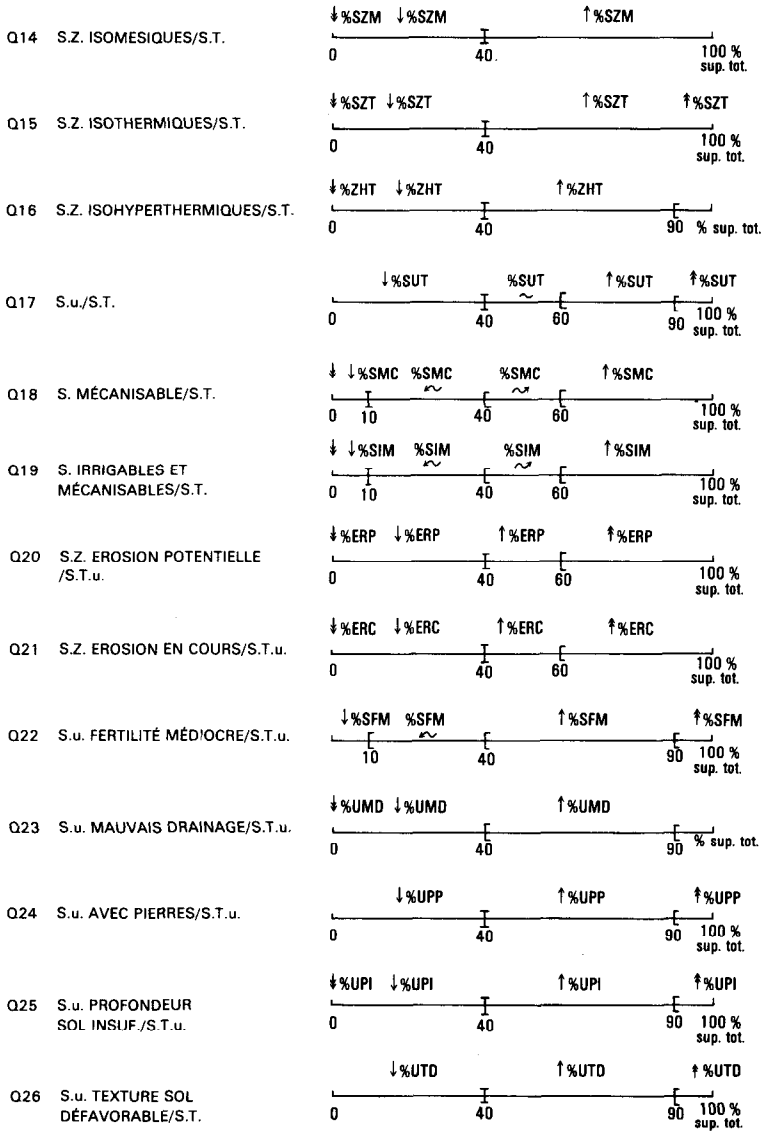 ↡%SZM ↓%SZM ↑%SZM
Q14 S.Z. ISOMESIQUES/S.T.
0 40. 100 %
sup. tot.
↡%SZT ↓%SZT ↑%SZT ↟%SZT
Q15 S.Z. ISOTHERMIQUES/S.T.
0 40 100 %
sup. tot.
↡%ZHT ↓%ZHT ↑%ZHT
Q16 S.Z. ISOHYPERTHERMIQUES/S.T.
0 40 90 % sup. tot.
↓%SUT %SUT ↑%SUT ↟%SUT
~
Q17 S.u./S.T.
0 40 60 90 100 %
sup. tot.
↡ ↓%SMC %SMC %SMC ↑%SMC
Q18 S. MÉCANISABLE/S.T.
0 10 40 60 100 %
sup. tot.
↡ ↓%SIM %SIM %SIM ↑%SIM
Q19 S. IRRIGABLES ET
MÉCANISABLES/S.T.
0 10 40 60 100 %
sup. tot.
↡%ERP ↓%ERP ↑%ERP ↟%ERP
Q20 S.Z. EROSION POTENTIELLE
/S.T.u.
0 40 60 100 %
sup. tot.
↡%ERC ↓%ERC ↑%ERC ↟%ERC
Q21 S.Z. EROSION EN COURS/S.T.u.
0 40 60 100 %
sup. tot.
↓%SFM %SFM ↑%SFM ↟%SFM
Q22 S.u. FERTILITÉ MÉDIOCRE/S.T.u.
10 40 90 100 %
sup. tot.
↡%UMD ↓%UMD ↑%UMD
Q23 S.u. MAUVAIS DRAINAGE/S.T.u.
0 40 90 % sup. tot.
↓%UPP ↑%UPP ↟%UPP
Q24 S.u. AVEC PIERRES/S.T.u.
0 40 90 100 %
sup. tot.
↡%UPI ↓%UPI ↑%UPI ↟%UPI
Q25 S.u. PROFONDEUR
SOL INSUF./S.T.u.
0 40 90 100 %
sup. tot.
↓%UTD ↑%UTD ↟%UTD
Q26 S.u. TEXTURE SOL
DÉFAVORABLE/S.T.
0 40 90 100 %
sup. tot.